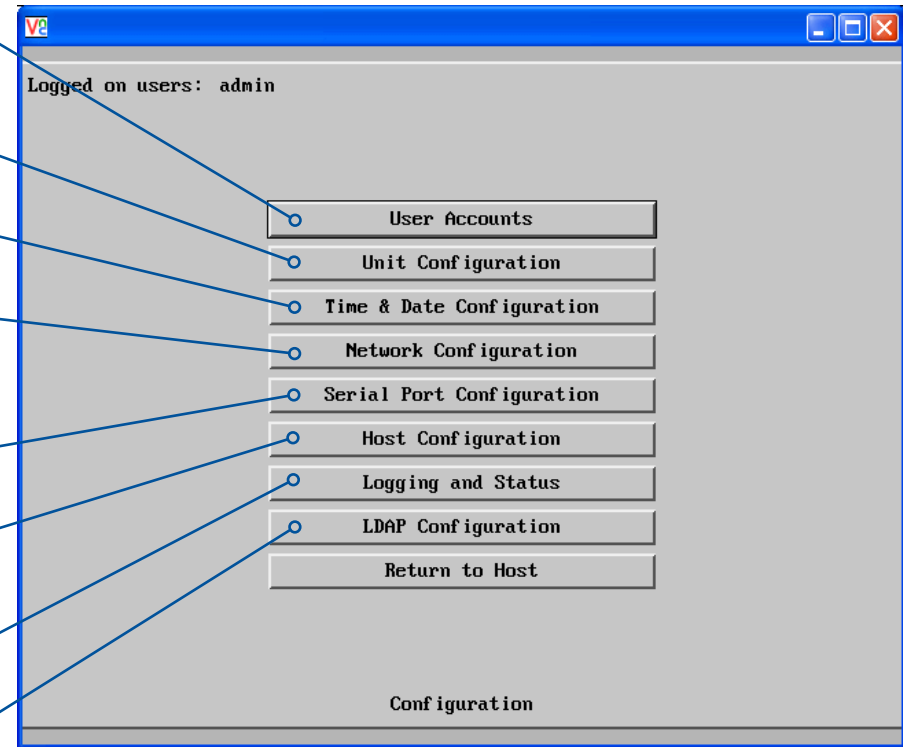 VE
Logged on users: admin
User Accounts
Unit Configuration
Time & Date Configuration
Network Configuration
Serial Port Configuration
Host Configuration
Logging and Status
LDAP Configuration
Return to Host
Configuration